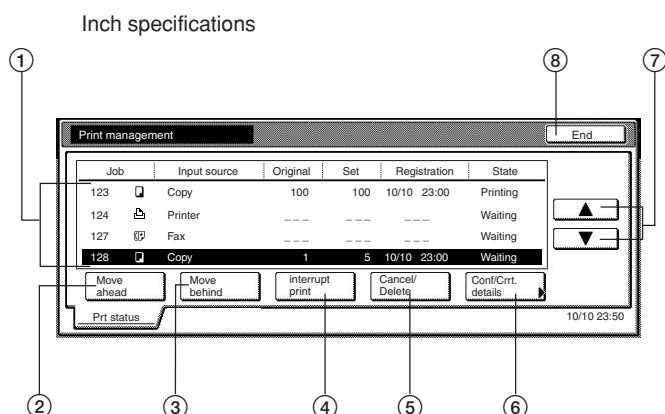 Inch specifications
1 8 7
Print management End
Job Input source Original Set Registration State
123 Copy 100 100 10/10 23:00 Printing
124 Printer _ _ _ _ _ _ _ _ _ Waiting
127 Fax _ _ _ _ _ _ _ _ _ Waiting
128 Copy 1 5 10/10 23:00 Waiting
▲
▼
Move ahead
Move behind
interrupt print
Cancel/ Delete
Conf/Crrt. details
Prt status 10/10 23:50
2 3 4 5 6